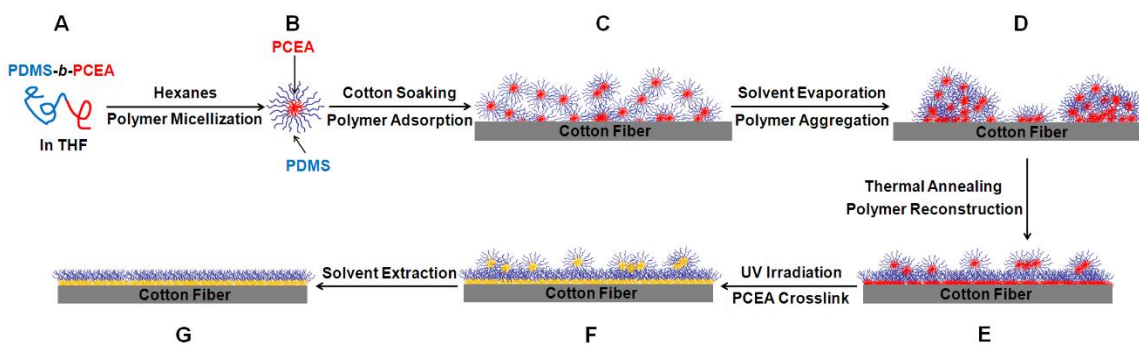 A
B
C
D
PDMS-b-PCEA
In THF
Hexanes
Polymer Micellization
PCEA
PDMS
Cotton Soaking
Polymer Adsorption
Cotton Fiber
Solvent Evaporation
Polymer Aggregation
Cotton Fiber
Thermal Annealing
Polymer Reconstruction
Cotton Fiber
Solvent Extraction
Cotton Fiber
UV Irradiation
PCEA Crosslink
Cotton Fiber
G
F
E